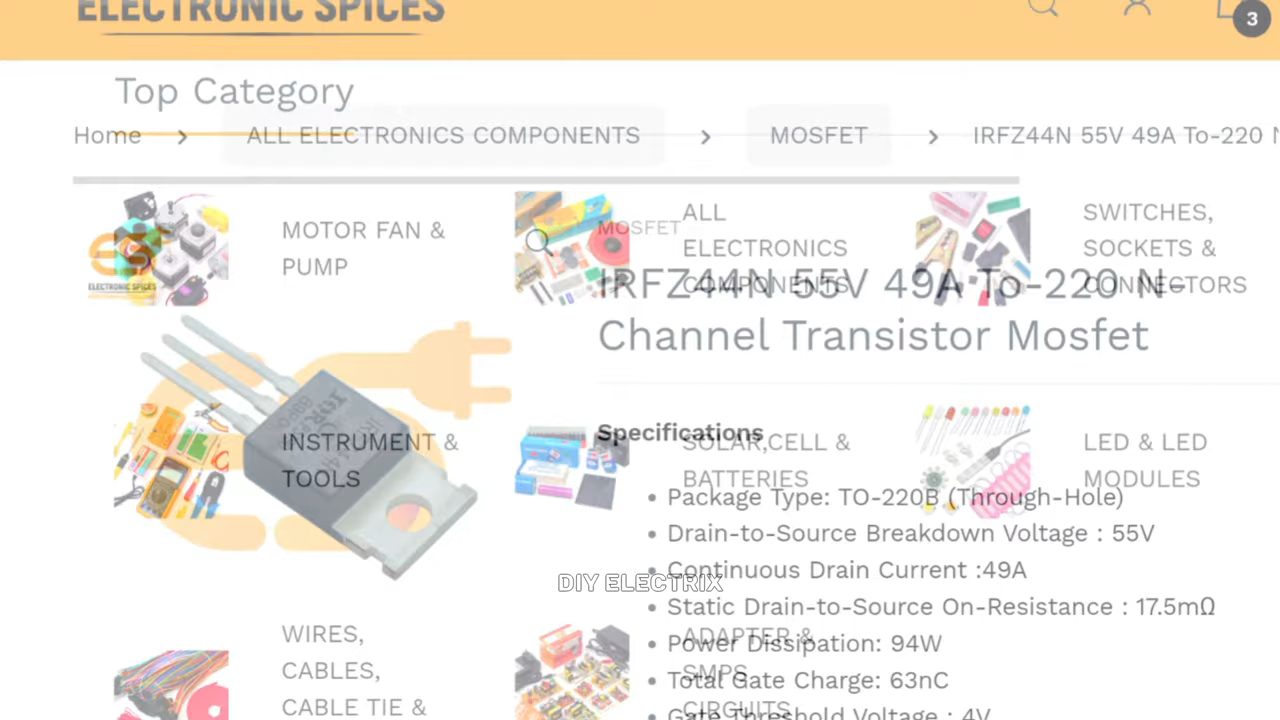 ELECTRONIC SPICES
3
Top Category
Home > ALL ELECTRONICS COMPONENTS > MOSFET > IRFZ44N 55V 49A To-220 N
MOTOR FAN &
PUMP
ALL
ELECTRONICS
COMPONENTS
SWITCHES,
SOCKETS &
CONNECTORS
ELECTRONIC SPICES
MOSFET
IRFZ44N 55V 49A To-220 N-
Channel Transistor Mosfet
INSTRUMENT &
TOOLS
SOLAR,CELL &
BATTERIES
LED & LED
MODULES
Specifications
• Package Type: TO-220B (Through-Hole)
• Drain-to-Source Breakdown Voltage : 55V
• Continuous Drain Current :49A
• Static Drain-to-Source On-Resistance : 17.5mΩ
• Power Dissipation: 94W
• Total Gate Charge: 63nC
• Gate Threshold Voltage : 4V
DIY ELECTRIX
WIRES,
CABLES,
CABLE TIE &
ADAPTER &
SMPS
CIRCUITS